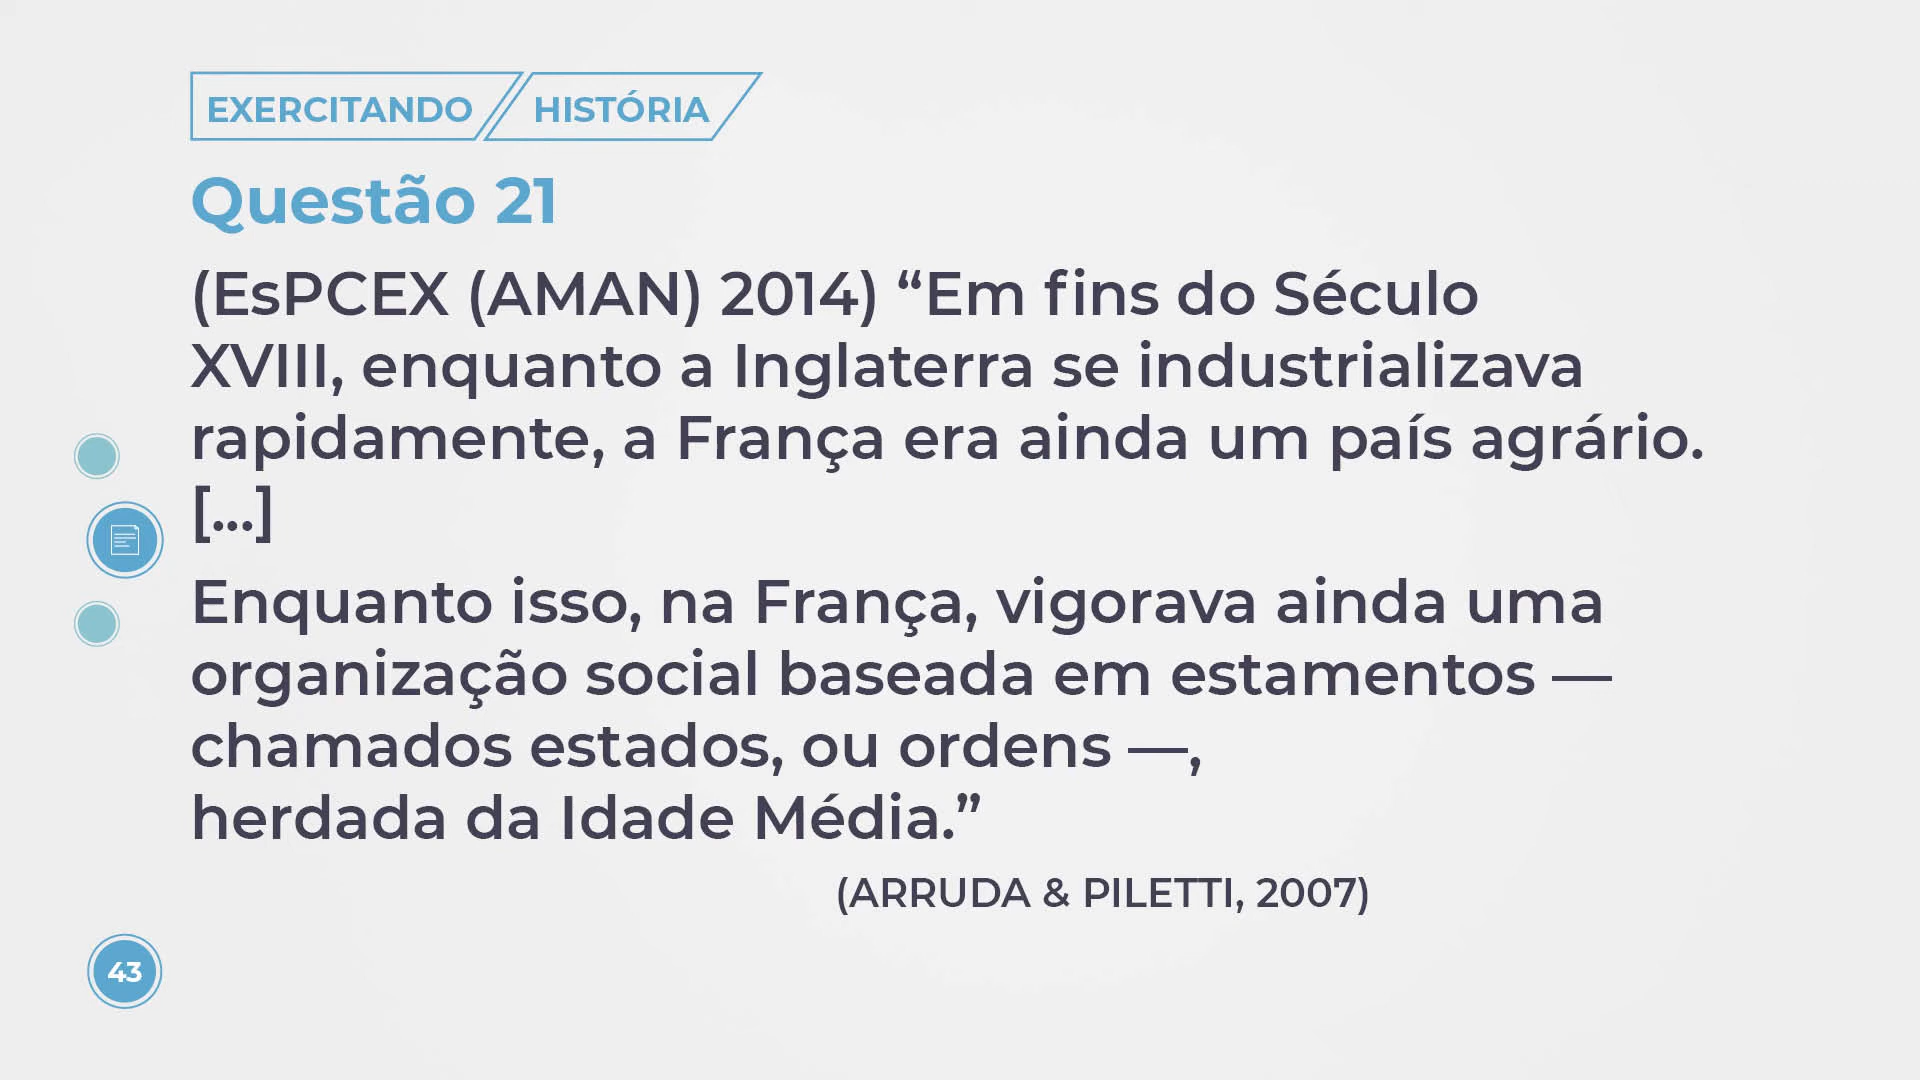 EXERCITANDO HISTÓRIA
Questão 21
(EsPCEX (AMAN) 2014) “Em fins do Século
XVIII, enquanto a Inglaterra se industrializava
rapidamente, a França era ainda um país agrário.
[...]
Enquanto isso, na França, vigorava ainda uma
organização social baseada em estamentos —
chamados estados, ou ordens —,
herdada da Idade Média.”
(ARRUDA & PILETTI, 2007)
43